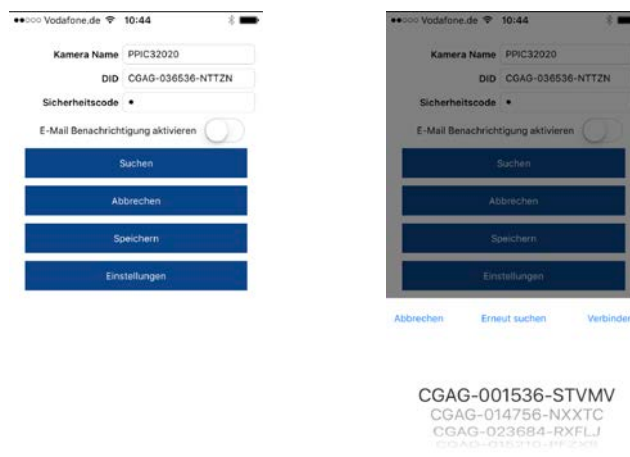 ●●○○○ Vodafone.de 10:44
Kamera Name PPIC32020
DID CGAG-036536-NTTZN
Sicherheitscode •
E-Mail Benachrichtigung aktivieren
Suchen
Abbrechen
Speichern
Einstellungen
●●○○○ Vodafone.de 10:44
Kamera Name PPIC32020
DID CGAG-036536-NTTZN
Sicherheitscode •
E-Mail Benachrichtigung aktivieren
Suchen
Abbrechen
Speichern
Einstellungen
Abbrechen Erneut suchen Verbinden
CGAG-001536-STVMV
CGAG-014756-NXXTC
CGAG-023684-RXFLJ